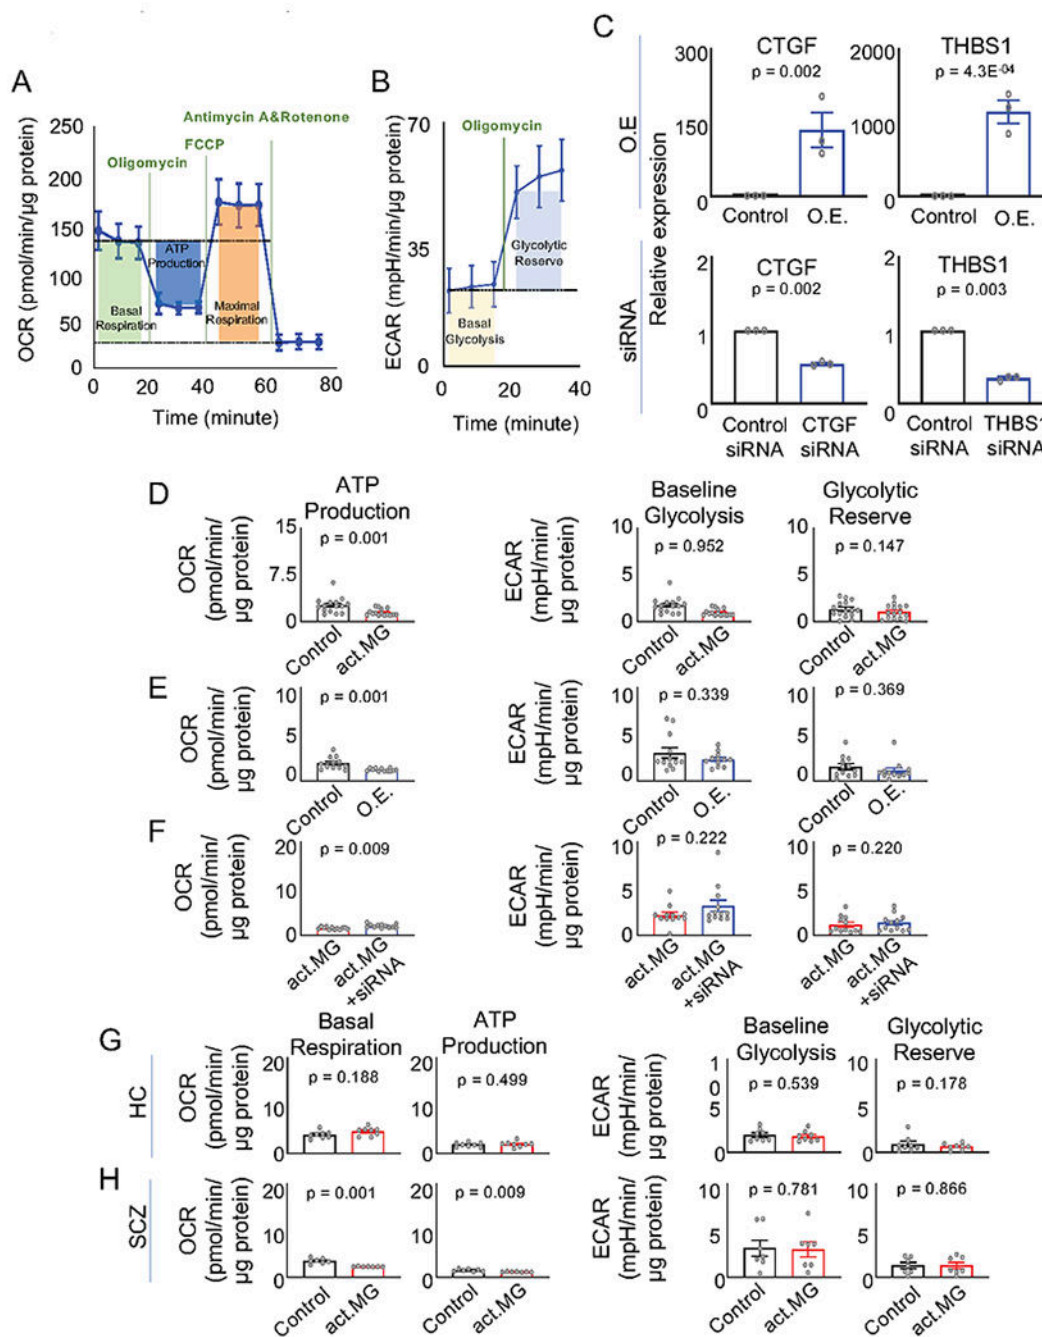 A
OCR (pmol/min/µg protein)
250
200
150
100
50
0
Oligomycin
FCCP
Antimycin A&Rotenone
ATP
Production
Basal
Respiration
Maximal
Respiration
0 20 40 60 80
Time (minute)
B
ECAR (mpH/min/µg protein)
70
35
0
Oligomycin
Glycolytic
Reserve
Basal
Glycolysis
0 20 40
Time (minute)
C
O.E
siRNA
Relative expression
CTGF
p = 0.002
300
150
0
Control O.E.
THBS1
p = 4.3E-04
2000
1000
0
Control O.E.
CTGF
p = 0.002
2
1
0
Control
siRNA
CTGF
siRNA
THBS1
p = 0.003
2
1
0
Control
siRNA
THBS1
siRNA
D
ATP
Production
OCR
(pmol/min/
µg protein)
15
7.5
0
p = 0.001
Control
act.MG
Baseline
Glycolysis
ECAR
(mpH/min/
µg protein)
10
5
0
p = 0.952
Control
act.MG
Glycolytic
Reserve
10
5
0
p = 0.147
Control
act.MG
E
OCR
(pmol/min/
µg protein)
10
5
0
p = 0.001
Control
O.E.
ECAR
(mpH/min/
µg protein)
10
5
0
p = 0.339
Control
O.E.
10
5
0
p = 0.369
Control
O.E.
F
OCR
(pmol/min/
µg protein)
20
10
0
p = 0.009
act.MG
act.MG
+siRNA
ECAR
(mpH/min/
µg protein)
10
5
0
p = 0.222
act.MG
act.MG
+siRNA
10
5
0
p = 0.220
act.MG
act.MG
+siRNA
G
HC
Basal
Respiration
OCR
(pmol/min/
µg protein)
20
10
0
p = 0.188
ATP
Production
20
10
0
p = 0.499
Baseline
Glycolysis
ECAR
(mpH/min/
µg protein)
1
0
5
0
p = 0.539
Glycolytic
Reserve
10
5
0
p = 0.178
H
SCZ
OCR
(pmol/min/
µg protein)
20
10
0
p = 0.001
Control
act.MG
20
10
0
p = 0.009
Control
act.MG
ECAR
(mpH/min/
µg protein)
10
5
0
p = 0.781
Control
act.MG
10
5
0
p = 0.866
Control
act.MG